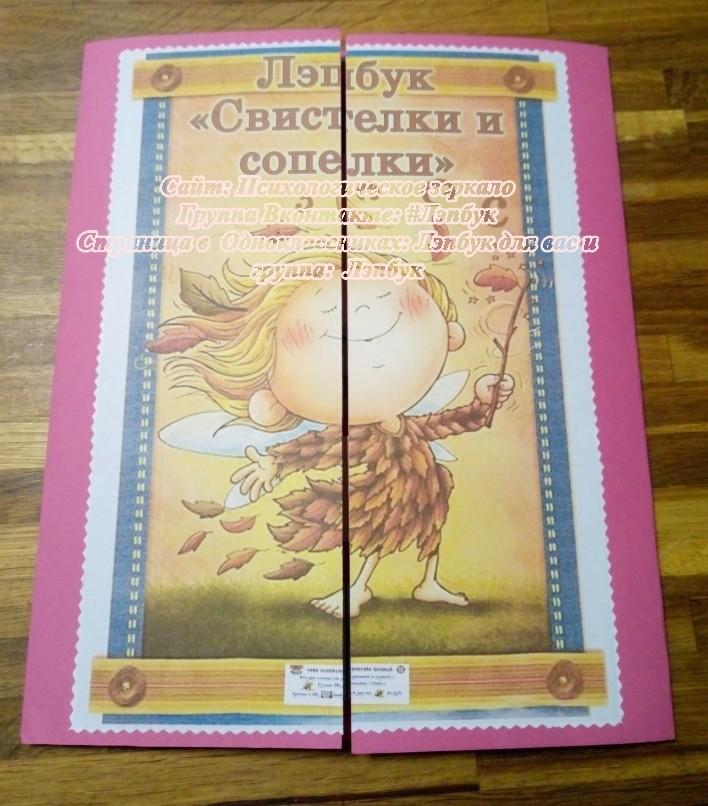 Лэпбук
«Свистелки и
сопелки»
Сайт: Психологическое зеркало
Группа Вконтакте: #Лэпбук
Страница в Одноклассниках: Лэпбук для вас и
группа: Лэпбук